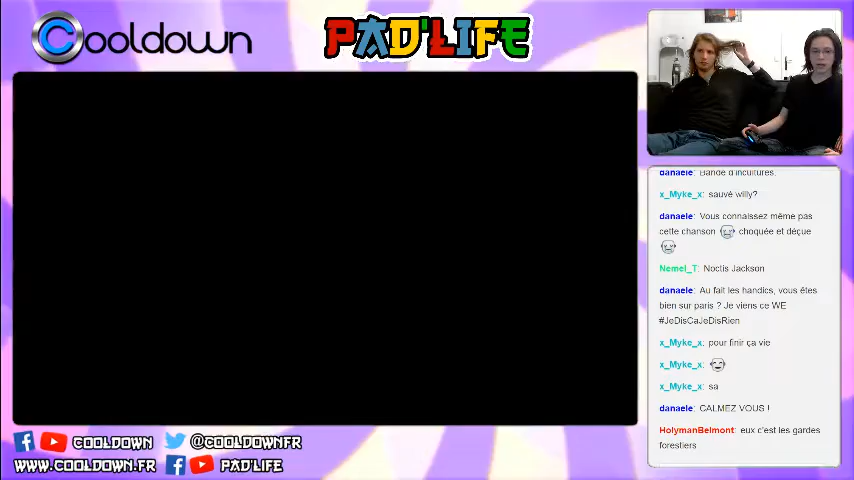 Cooldown
PAD'LIFE
danaele: Bande d'incultures.
x_Myke_x: sauvé willy?
danaele: Vous connaissez même pas
cette chanson choquée et déçue
Nemel_T: Noctis Jackson
danaele: Au fait les handics, vous êtes
bien sur paris ? Je viens ce WE
#JeDisCaJeDisRien
x_Myke_x: pour finir ça vie
x_Myke_x:
x_Myke_x: sa
danaele: CALMEZ VOUS !
HolymanBelmont: eux c'est les gardes
forestiers
COOLDOWN @COOLDOWNFR
WWW.COOLDOWN.FR PAD'LIFE